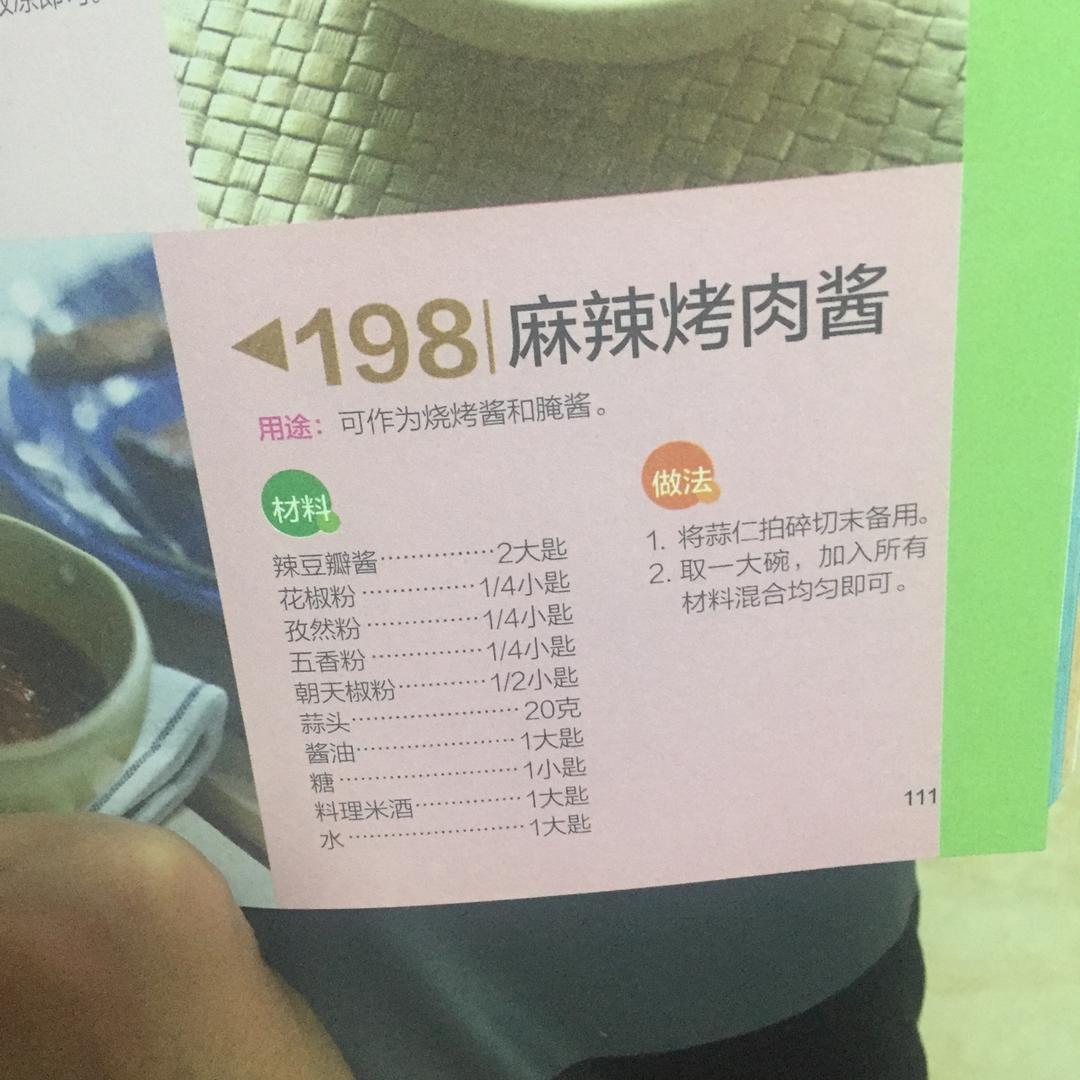 198 麻辣烤肉酱
用途：可作为烧烤酱和腌酱。
材料
辣豆瓣酱················2大匙
花椒粉················1/4小匙
孜然粉················1/4小匙
五香粉················1/4小匙
朝天椒粉············1/2小匙
蒜头························20克
酱油······················1大匙
糖··························1小匙
料理米酒··············1大匙
水··························1大匙
做法
1. 将蒜仁拍碎切末备用。
2. 取一大碗，加入所有
材料混合均匀即可。
111